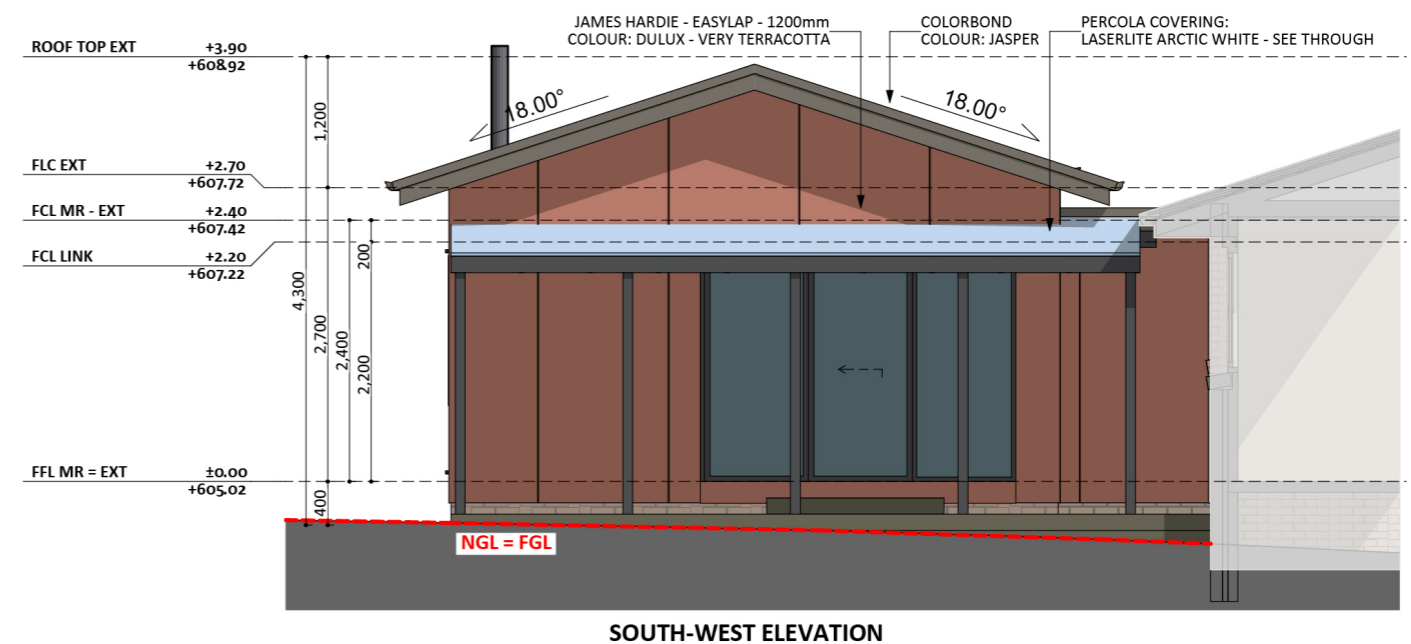 JAMES HARDIE - EASYLAP - 1200mm
COLOUR: DULUX - VERY TERRACOTTA
COLORBOND
COLOUR: JASPER
PERCOLA COVERING:
LASERLITE ARCTIC WHITE - SEE THROUGH
ROOF TOP EXT +3.90
+608.92
18.00°
18.00°
1,200
FLC EXT +2.70
+607.72
FCL MR - EXT +2.40
+607.42
200
FCL LINK +2.20
+607.22
4,300
2,700
2,400
2,200
FFL MR = EXT ±0.00
+605.02
400
NGL = FGL
SOUTH-WEST ELEVATION